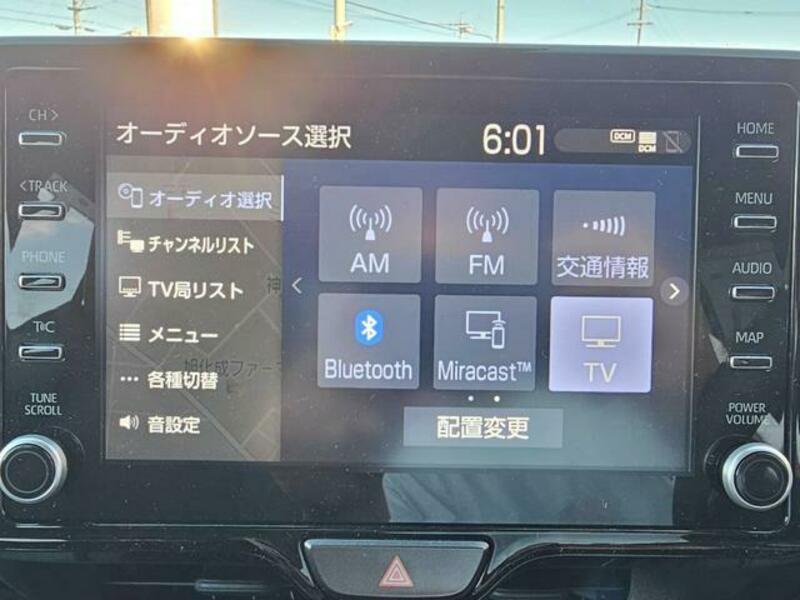 CH >
<TRACK
PHONE
T@C
TUNE
SCROLL
オーディオソース選択
6:01
DCM
DCM
オーディオ選択
チャンネルリスト
TV局リスト
メニュー
各種切替
音設定
AM
FM
交通情報
Bluetooth
Miracast™
TV
配置変更
HOME
MENU
AUDIO
MAP
POWER
VOLUME